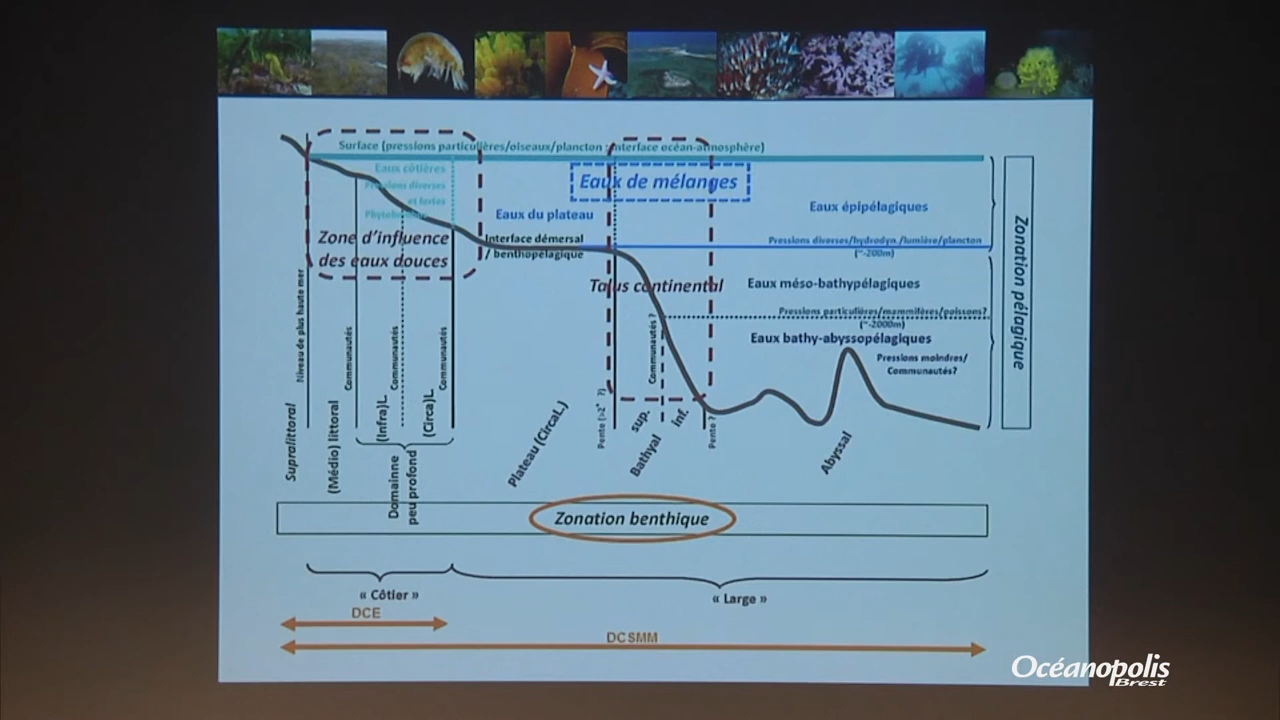 Surface (pressions particulières/oiseaux/plancton ; interface océan-atmosphère)
Eaux côtières
Pressions diverses
et fortes
Phytobenthos
Eaux de mélanges
Eaux du plateau
Eaux épipélagiques
Zone d'influence
des eaux douces
Interface démersal
/ benthopélagique
Pressions diverses/hydrodyn./lumière/plancton
(~-200m)
Talus continental
Eaux méso-bathypélagiques
Pressions particulières/mammifères/poissons?
(~-2000m)
Eaux bathy-abyssopélagiques
Pressions moindres/
Communautés?
Zonation pélagique
Niveau de plus haute mer
Communautés
Communautés
Communautés
Communautés ?
Supralittoral
(Médio) littoral
(Infra)L
(Circa)L
Domainne
peu profond
Plateau (CircaL.)
Pente (>2° ?)
sup.
inf.
Bathyal
Pente ?
Abyssal
Zonation benthique
« Côtier »
« Large »
DCE
DCSMM
Océanopolis
Brest